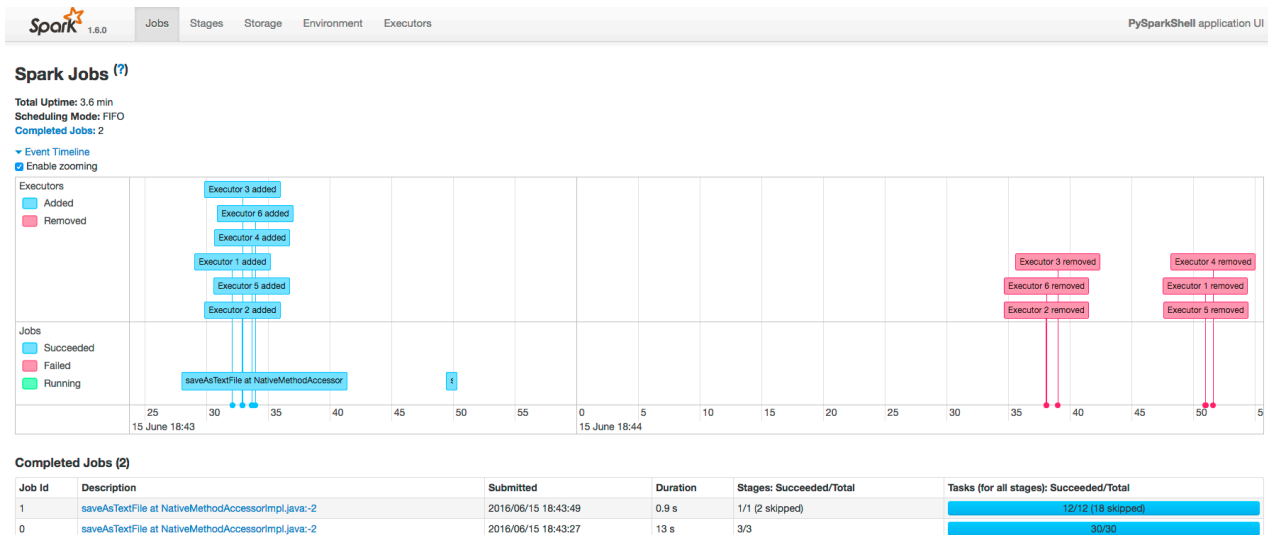 Spark 1.6.0 Jobs Stages Storage Environment Executors PySparkShell application UI
Spark Jobs (?)
Total Uptime: 3.6 min
Scheduling Mode: FIFO
Completed Jobs: 2
Event Timeline
Enable zooming
Executors
Added
Removed
Executor 3 added
Executor 6 added
Executor 4 added
Executor 1 added
Executor 5 added
Executor 2 added
Executor 3 removed
Executor 6 removed
Executor 2 removed
Executor 4 removed
Executor 1 removed
Executor 5 removed
Jobs
Succeeded
Failed
Running
saveAsTextFile at NativeMethodAccessor
s
25 30 35 40 45 50 55 0 5 10 15 20 25 30 35 40 45 50 5
15 June 18:43 15 June 18:44
Completed Jobs (2)
Job Id Description Submitted Duration Stages: Succeeded/Total Tasks (for all stages): Succeeded/Total
1 saveAsTextFile at NativeMethodAccessorImpl.java:-2 2016/06/15 18:43:49 0.9 s 1/1 (2 skipped) 12/12 (18 skipped)
0 saveAsTextFile at NativeMethodAccessorImpl.java:-2 2016/06/15 18:43:27 13 s 3/3 30/30